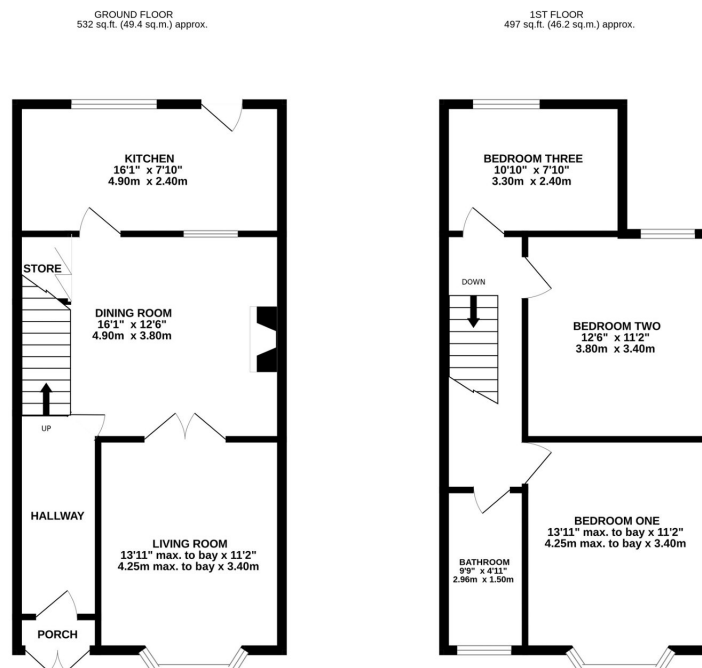 GROUND FLOOR
532 sq.ft. (49.4 sq.m.) approx.
KITCHEN
16'1" x 7'10"
4.90m x 2.40m
STORE
DINING ROOM
16'1" x 12'6"
4.90m x 3.80m
UP
HALLWAY
LIVING ROOM
13'11" max. to bay x 11'2"
4.25m max. to bay x 3.40m
PORCH
1ST FLOOR
497 sq.ft. (46.2 sq.m.) approx.
BEDROOM THREE
10'10" x 7'10"
3.30m x 2.40m
DOWN
BEDROOM TWO
12'6" x 11'2"
3.80m x 3.40m
BEDROOM ONE
13'11" max. to bay x 11'2"
4.25m max. to bay x 3.40m
BATHROOM
9'9" x 4'11"
2.96m x 1.50m